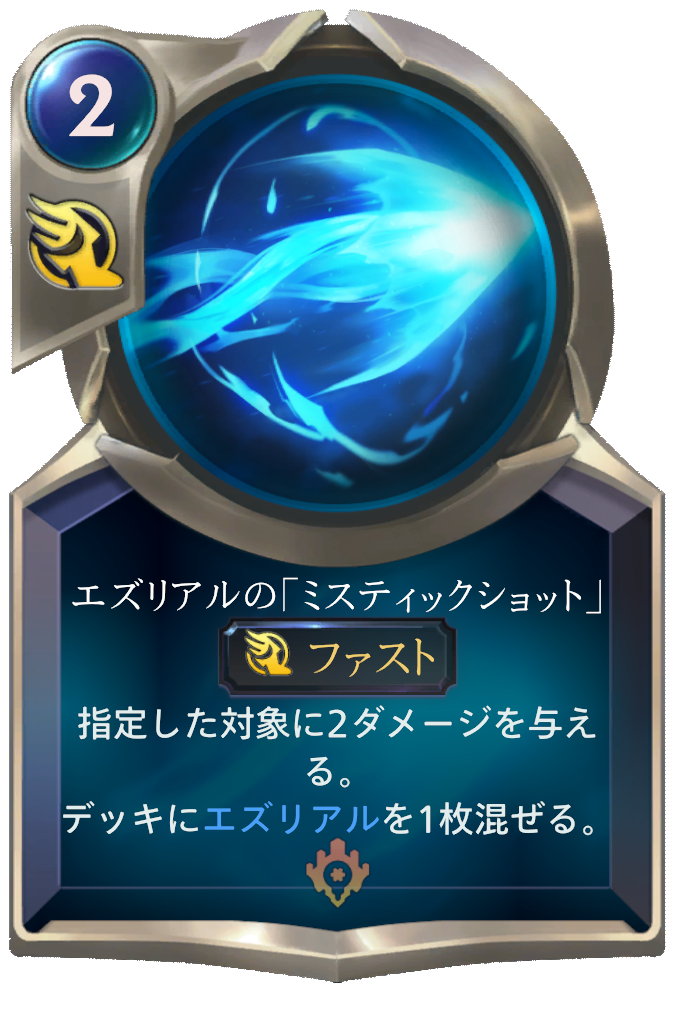 2
エズリアルの「ミスティックショット」
ファスト
指定した対象に2ダメージを与え
る。
デッキにエズリアルを1枚混ぜる。